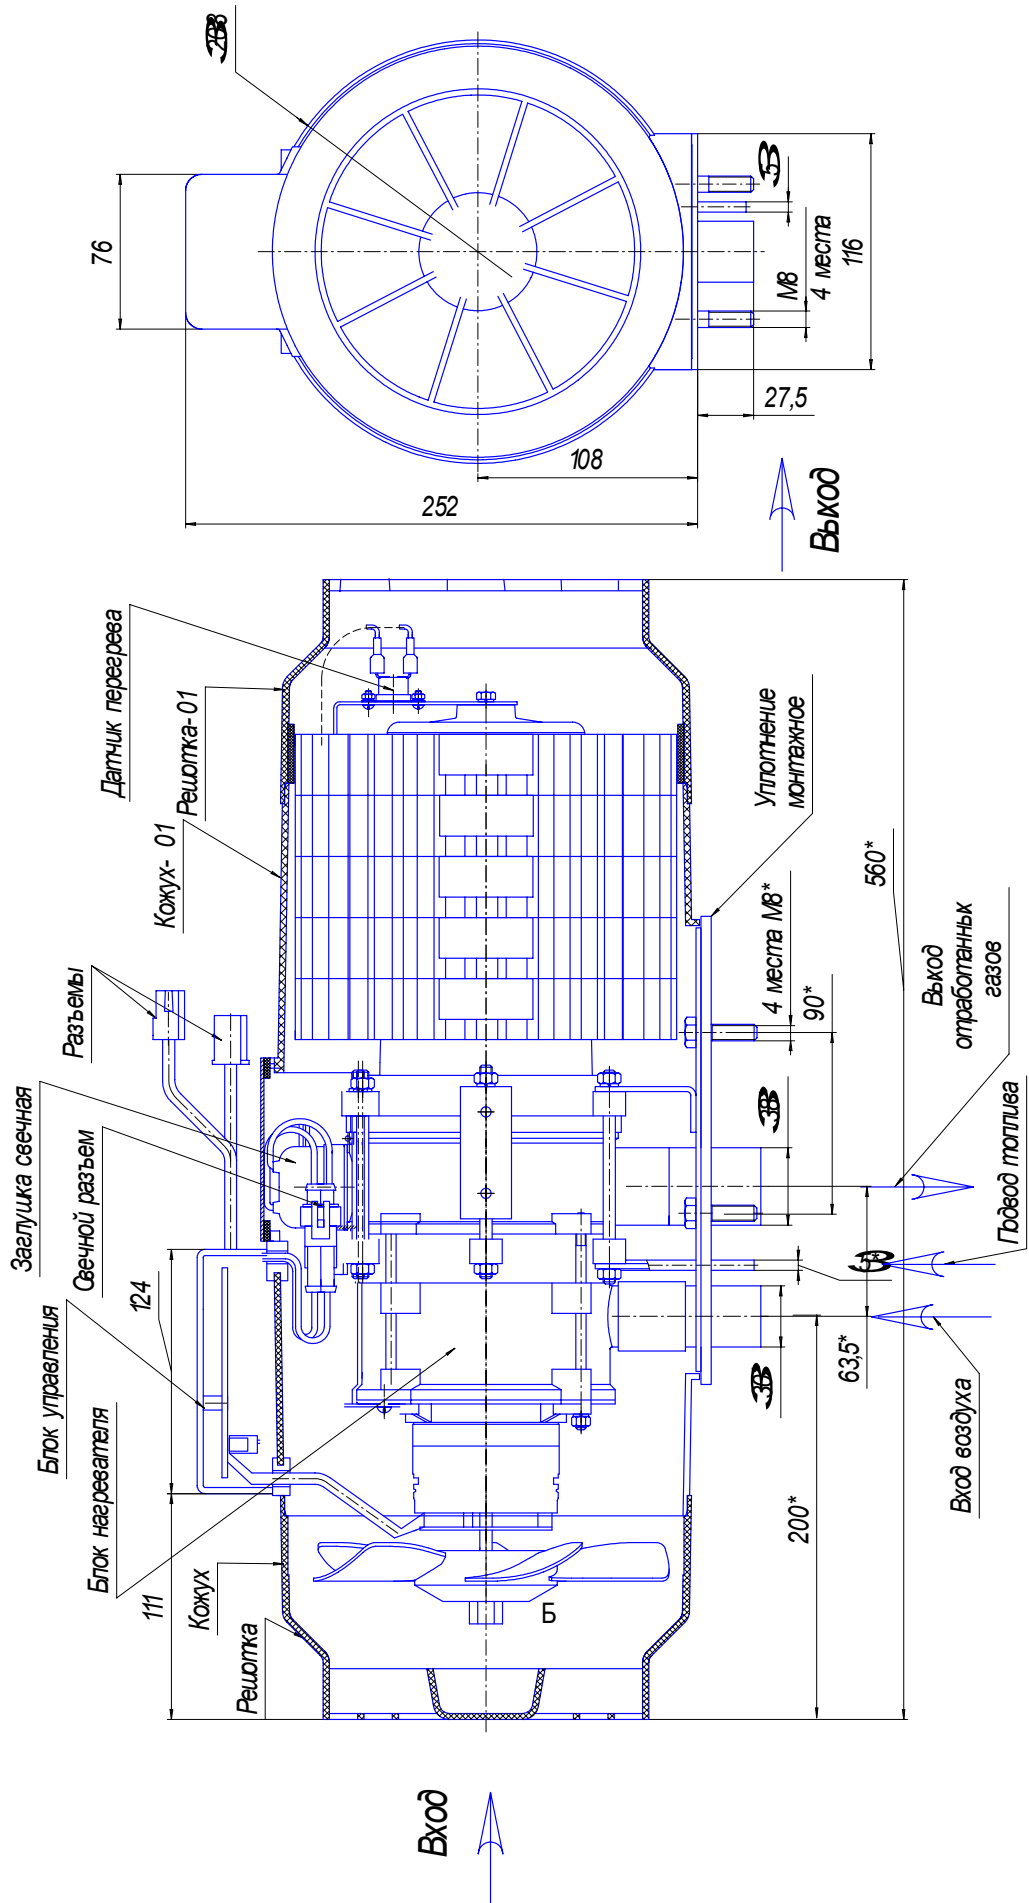 76
252
108
27,5
М8
4 места
116
Выход
Датчик перегрева
Решотка-01
Кожух- 01
Разъемы
Заглушка свечная
Свечной разъем
Блок управления
Блок нагревателя
124
111
Кожух
Решотка
Уплотнение
монтажное
4 места М8*
90*
560*
Выход
отработанных
газов
Подвод топлива
63,5*
Вход воздуха
200*
Б
Вход